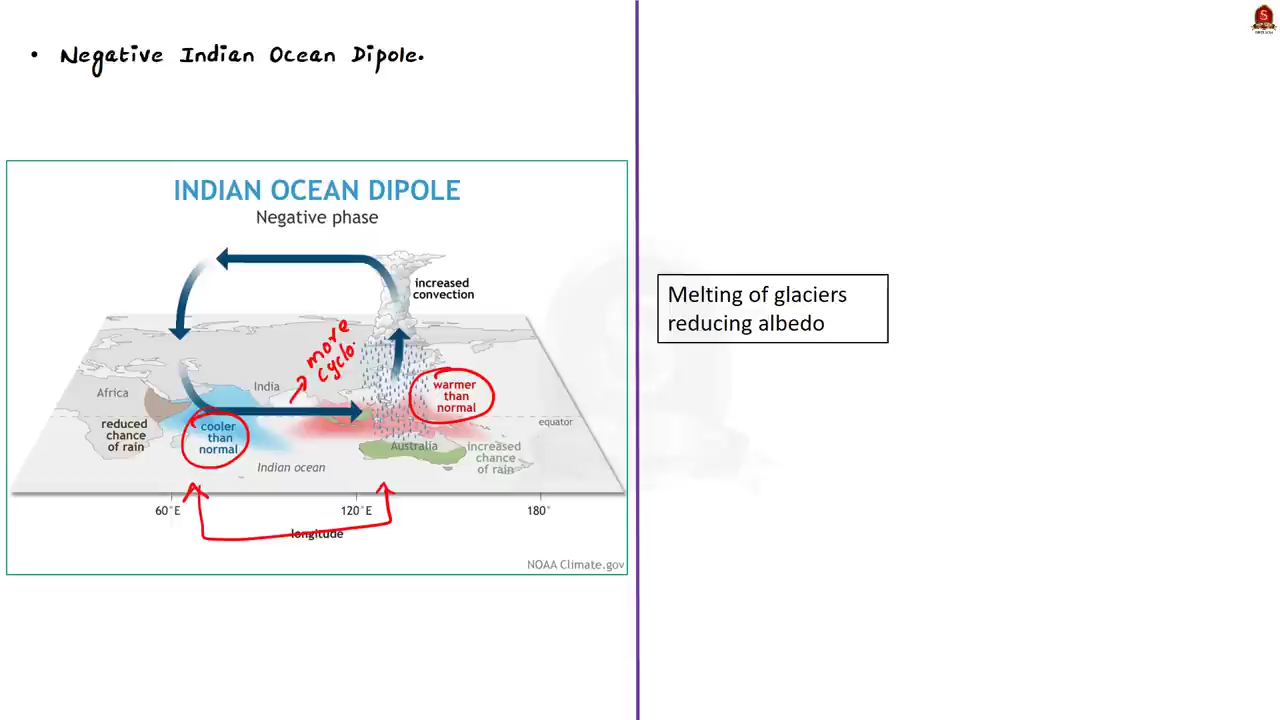 • Negative Indian Ocean Dipole.
INDIAN OCEAN DIPOLE
Negative phase
increased
convection
more
cyclo.
Africa
India
warmer
than
normal
reduced
chance
of rain
cooler
than
normal
equator
Australia
increased
chance
of rain
Indian ocean
60°E
120°E
180°
longitude
NOAA Climate.gov
Melting of glaciers
reducing albedo